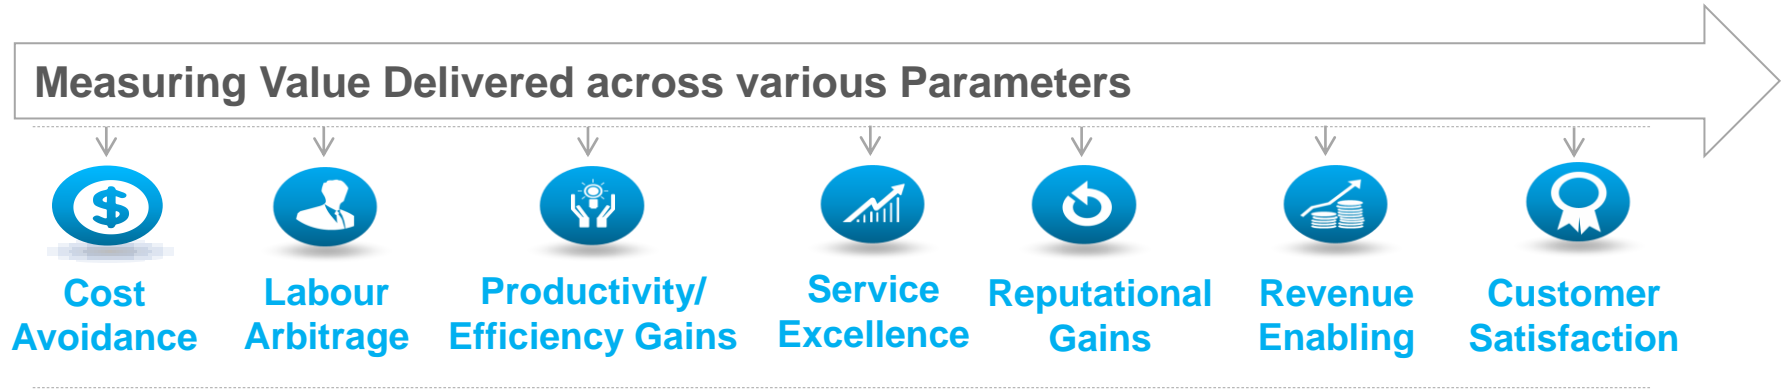 Measuring Value Delivered across various Parameters
$
Cost
Avoidance
Labour
Arbitrage
Productivity/
Efficiency Gains
Service
Excellence
Reputational
Gains
Revenue
Enabling
Customer
Satisfaction